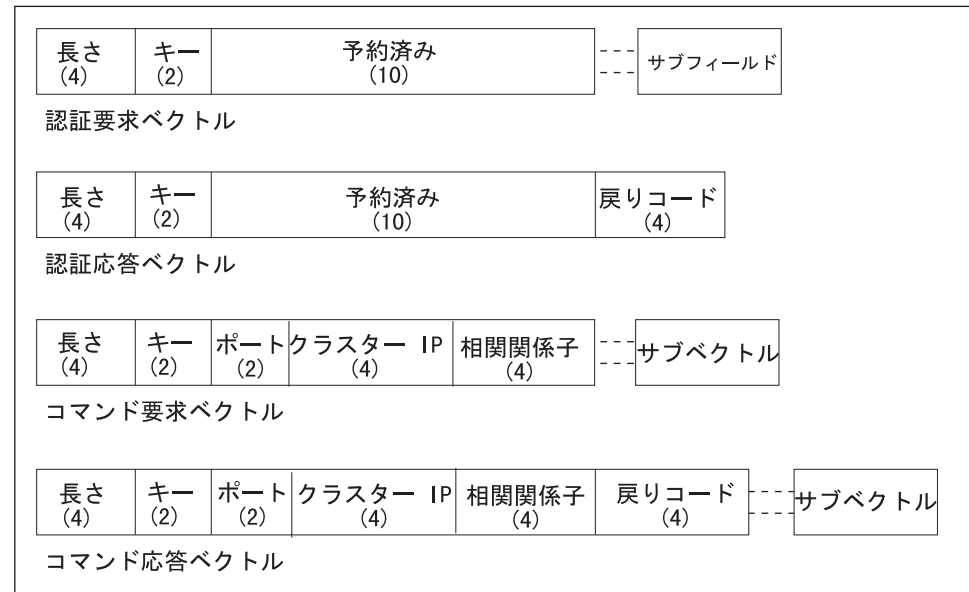 長さ キー 予約済み サブフィールド
(4) (2) (10)
認証要求ベクトル
長さ キー 予約済み 戻りコード
(4) (2) (10) (4)
認証応答ベクトル
長さ キー ポート クラスター IP 相関関係子 サブベクトル
(4) (2) (2) (4) (4)
コマンド要求ベクトル
長さ キー ポート クラスター IP 相関関係子 戻りコード サブベクトル
(4) (2) (2) (4) (4) (4)
コマンド応答ベクトル